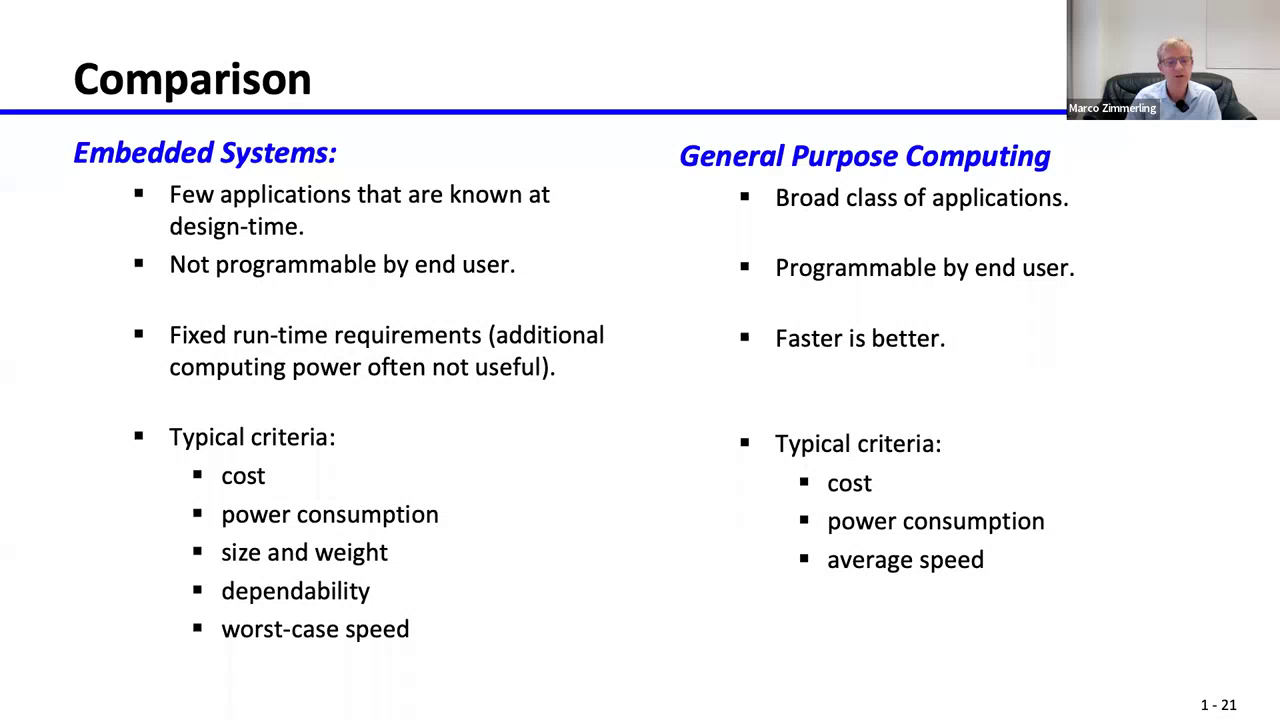 Comparison
Marco Zimmerling
Embedded Systems:
▪ Few applications that are known at
design-time.
▪ Not programmable by end user.
▪ Fixed run-time requirements (additional
computing power often not useful).
▪ Typical criteria:
▪ cost
▪ power consumption
▪ size and weight
▪ dependability
▪ worst-case speed
General Purpose Computing
▪ Broad class of applications.
▪ Programmable by end user.
▪ Faster is better.
▪ Typical criteria:
▪ cost
▪ power consumption
▪ average speed
1 - 21